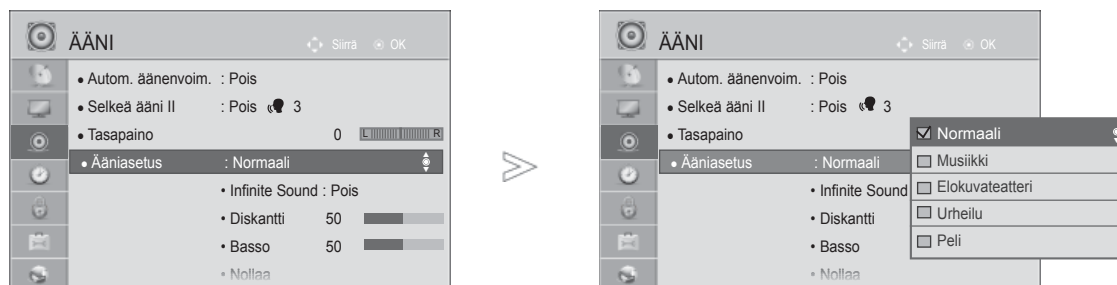 ÄÄNI Siirrä OK
• Autom. äänenvoim. : Pois
• Selkeä ääni II : Pois 3
• Tasapaino 0 L R
• Ääniasetus : Normaali
• Infinite Sound : Pois
• Diskantti 50
• Basso 50
• Nollaa
>
ÄÄNI Siirrä OK
• Autom. äänenvoim. : Pois
• Selkeä ääni II : Pois 3
• Tasapaino
• Ääniasetus : Normaali
• Infinite Sound
• Diskantti
• Basso
• Nollaa
Normaali
Musiikki
Elokuvateatteri
Urheilu
Peli